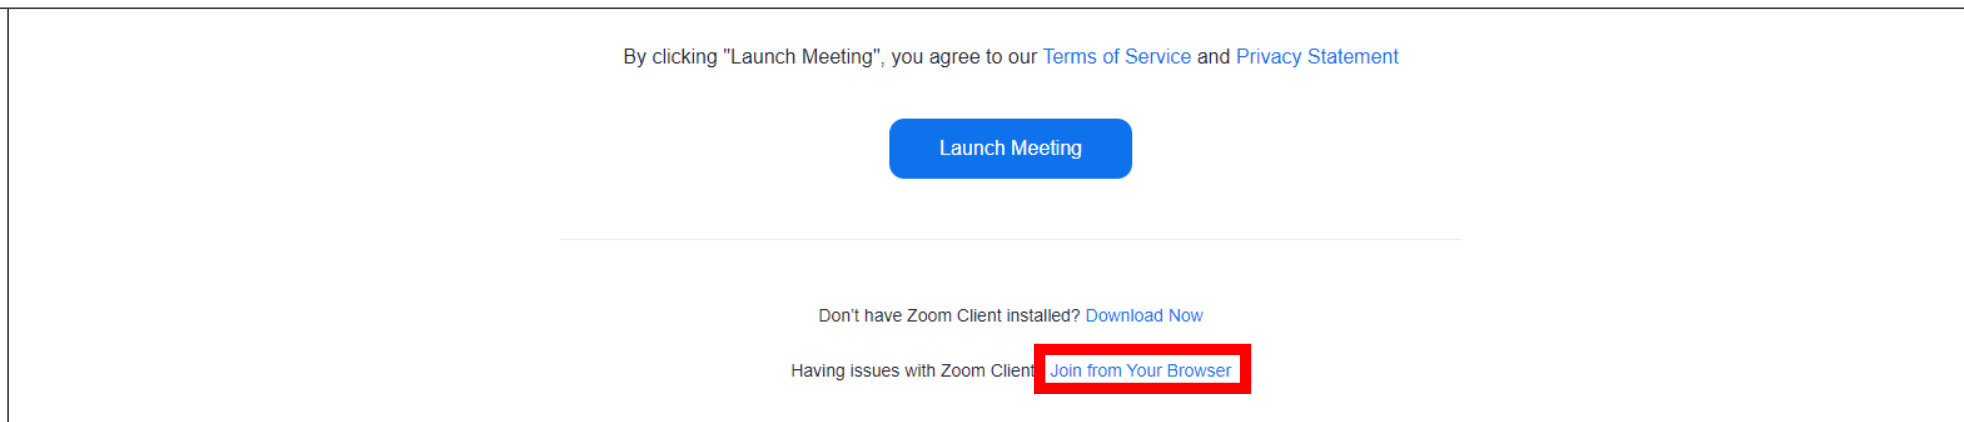 By clicking "Launch Meeting", you agree to our Terms of Service and Privacy Statement
Launch Meeting
Don't have Zoom Client installed? Download Now
Having issues with Zoom Client Join from Your Browser